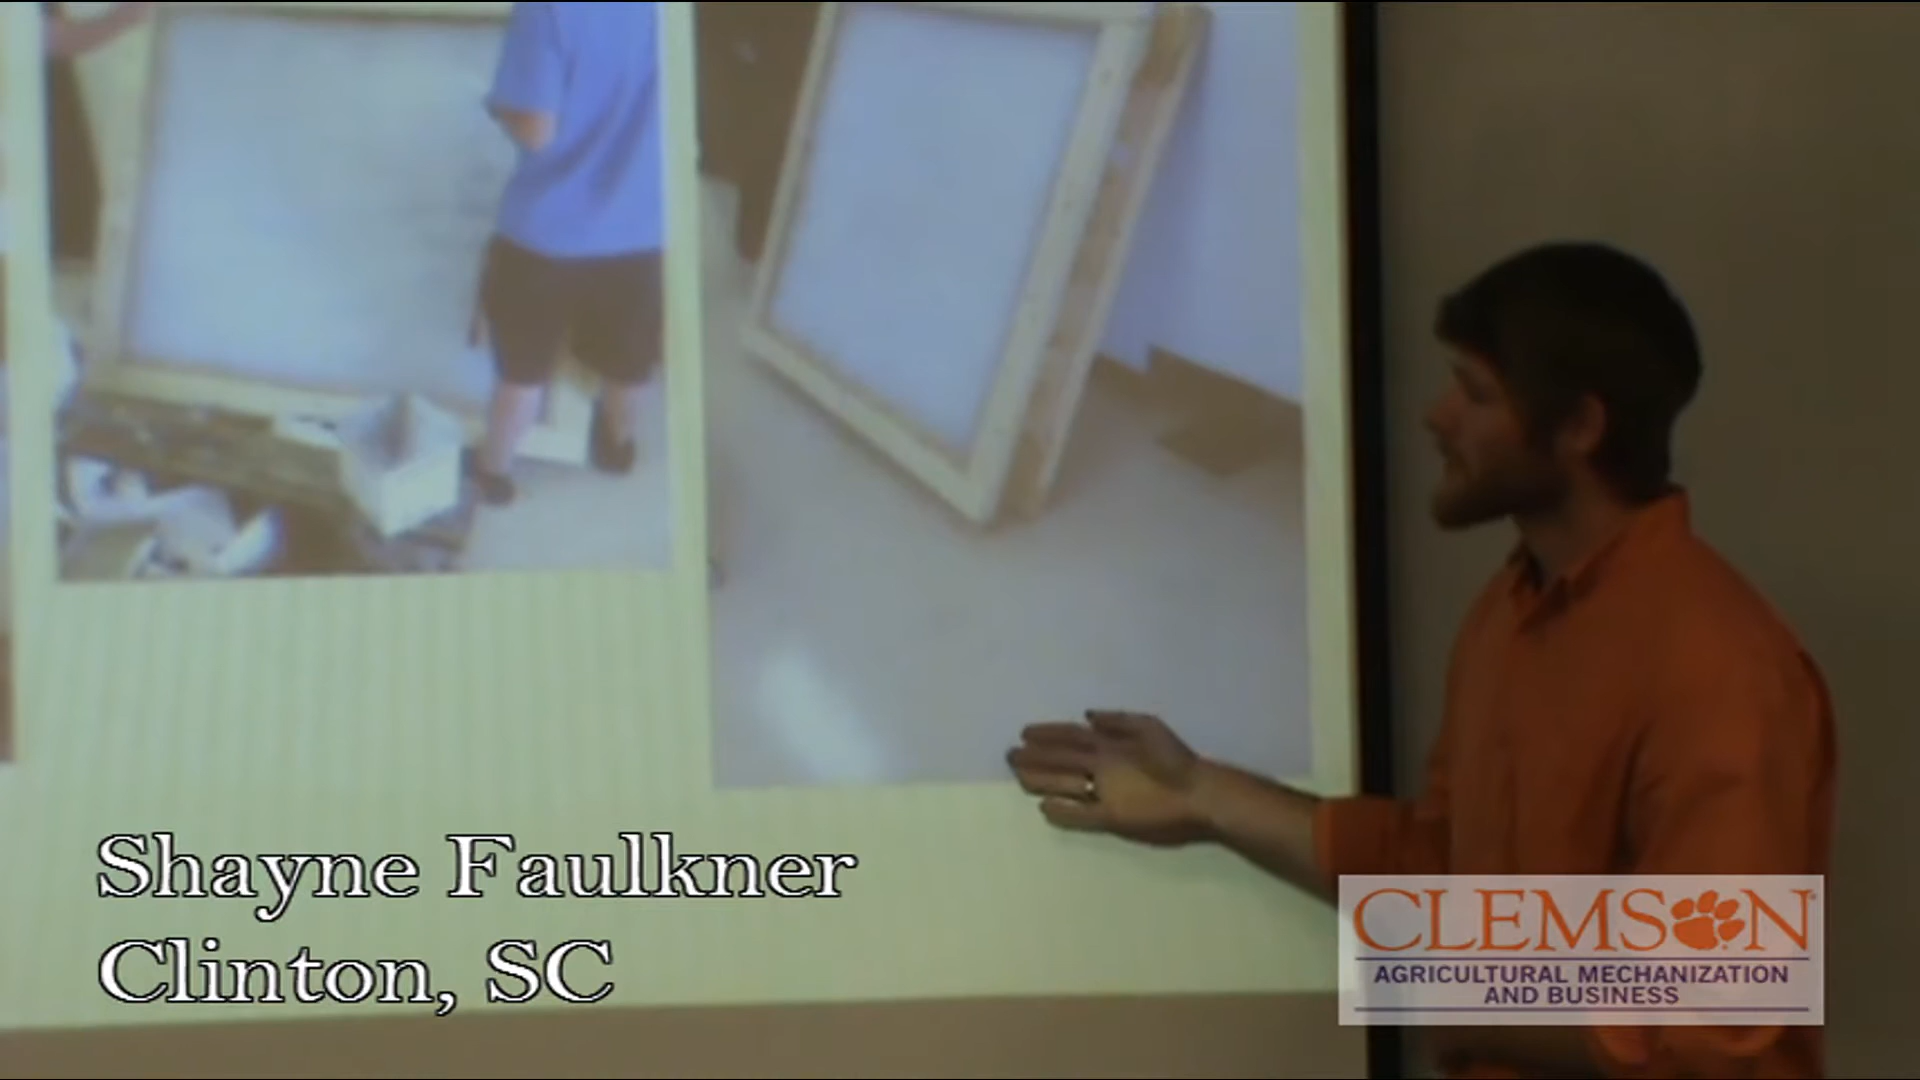 Shayne Faulkner
Clinton, SC
CLEMSON
AGRICULTURAL MECHANIZATION
AND BUSINESS